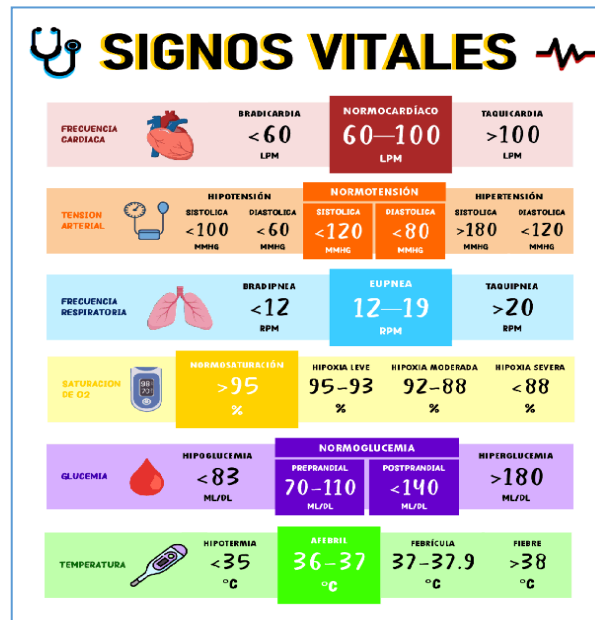 SIGNOS VITALES
FRECUENCIA CARDIACA
BRADICARDIA
<60
LPM
NORMOCARDÍACO
60—100
LPM
TAQUICARDIA
>100
LPM
TENSION ARTERIAL
HIPOTENSIÓN
SISTOLICA
<100
MMHG
DIASTOLICA
<60
MMHG
NORMOTENSIÓN
SISTOLICA
<120
MMHG
DIASTOLICA
<80
MMHG
HIPERTENSIÓN
SISTOLICA
>180
MMHG
DIASTOLICA
<120
MMHG
FRECUENCIA RESPIRATORIA
BRADIPNEA
<12
RPM
EUPNEA
12—19
RPM
TAQUIPNEA
>20
RPM
SATURACION DE O2
NORMOSATURACIÓN
>95
%
HIPOXIA LEVE
95-93
%
HIPOXIA MODERADA
92-88
%
HIPOXIA SEVERA
<88
%
GLUCEMIA
HIPOGLUCEMIA
<83
ML/DL
NORMOGLUCEMIA
PREPRANDIAL
70-110
ML/DL
POSTPRANDIAL
<140
ML/DL
HIPERGLUCEMIA
>180
ML/DL
TEMPERATURA
HIPOTERMIA
<35
°C
AFEBRIL
36-37
°C
FEBRÍCULA
37-37.9
°C
FIEBRE
>38
°C